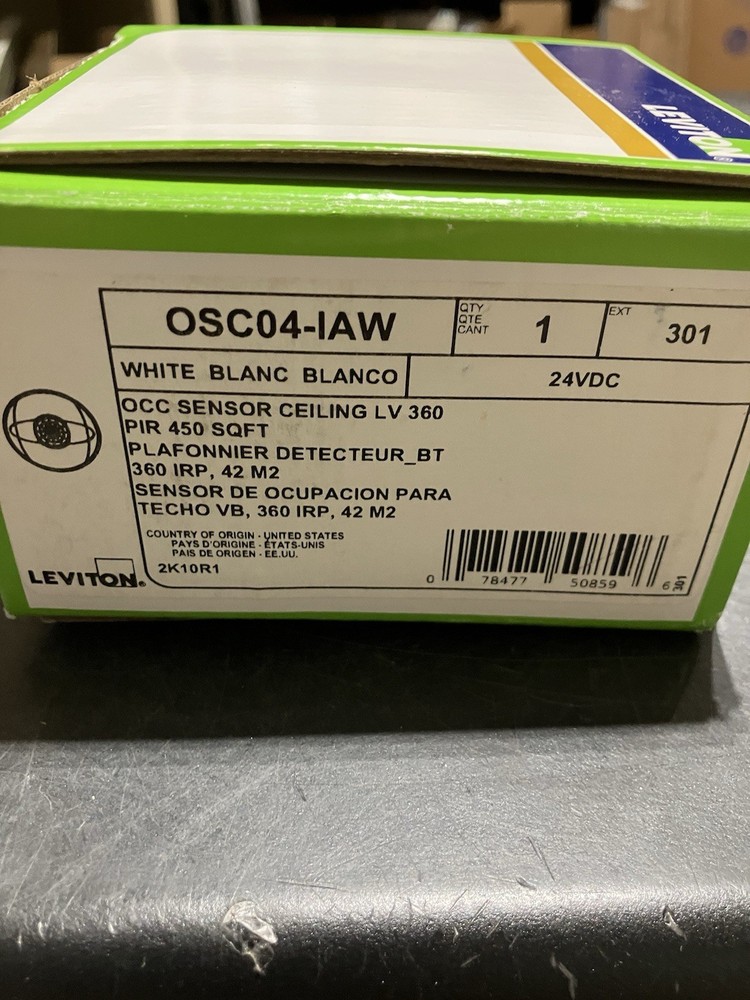 LEVITON
OSC04-IAW
QTY
QTE
CANT
1
EXT
301
WHITE BLANC BLANCO
24VDC
OCC SENSOR CEILING LV 360
PIR 450 SQFT
PLAFONNIER DETECTEUR_BT
360 IRP, 42 M2
SENSOR DE OCUPACION PARA
TECHO VB, 360 IRP, 42 M2
COUNTRY OF ORIGIN - UNITED STATES
PAYS D'ORIGINE - ÉTATS-UNIS
PAIS DE ORIGEN - EE.UU.
2K10R1
LEVITON®
0 78477 50859 6
301